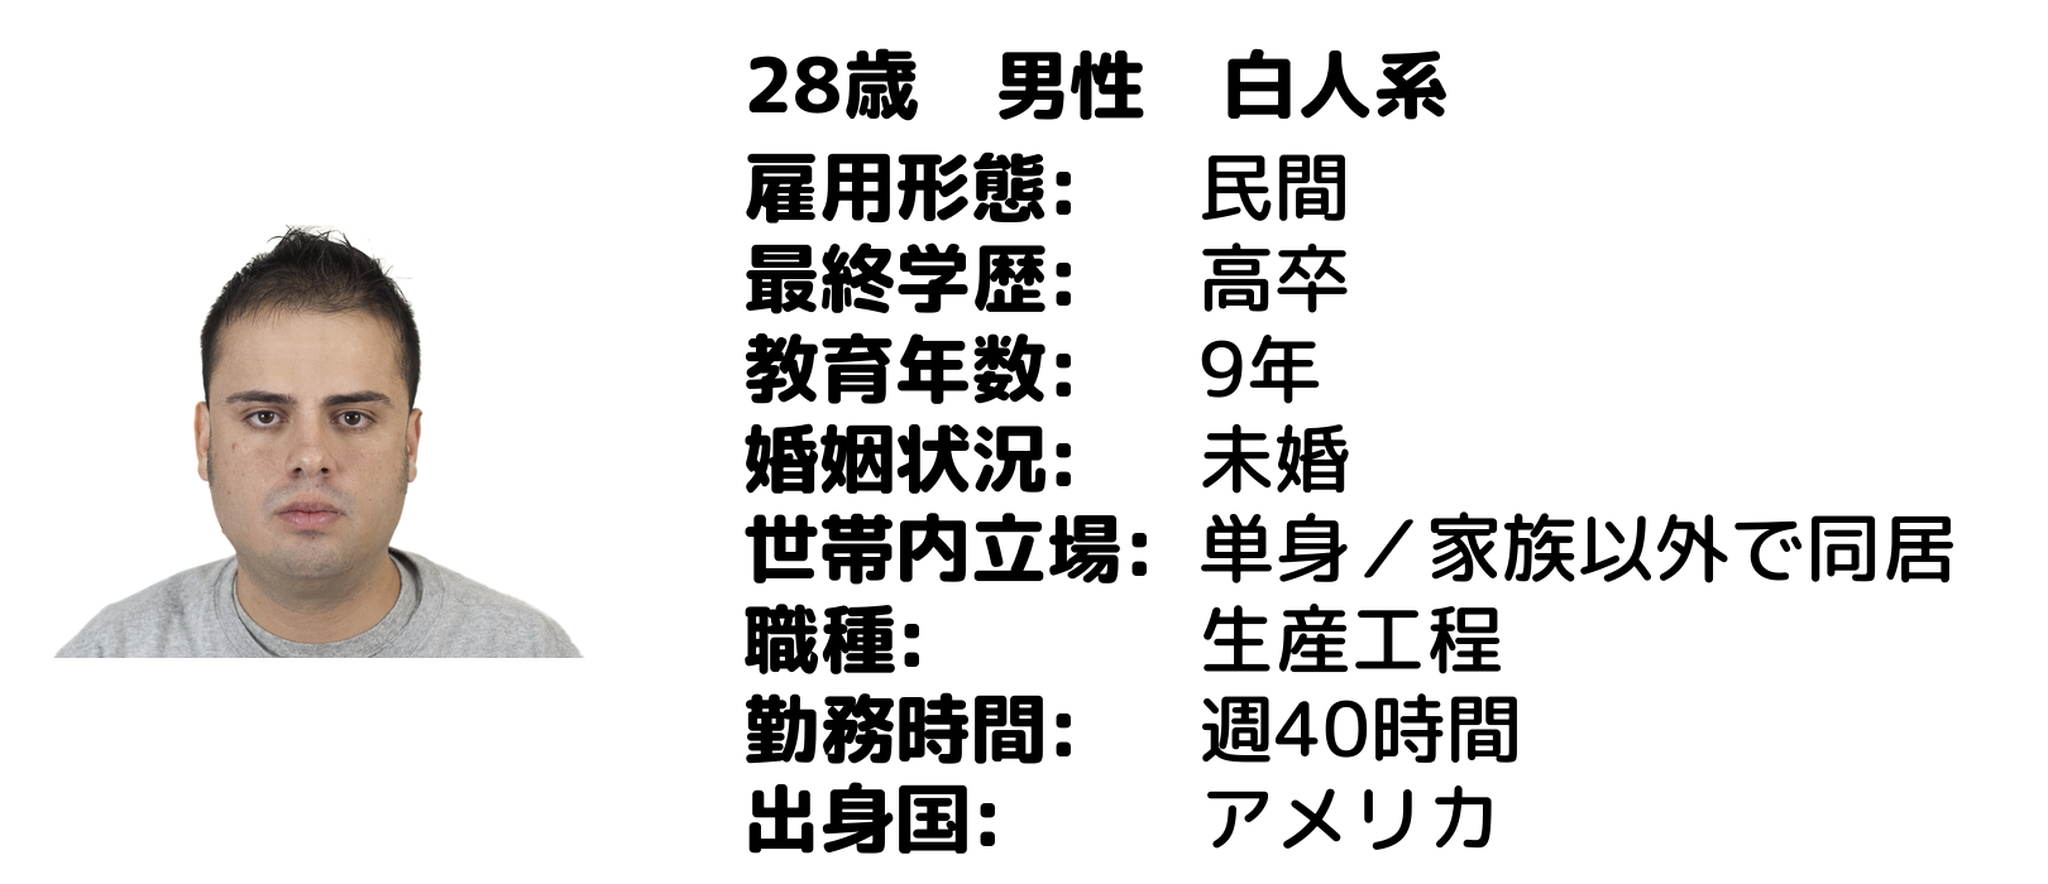 28歳　男性　白人系
雇用形態:　民間
最終学歴:　高卒
教育年数:　9年
婚姻状況:　未婚
世帯内立場:　単身／家族以外で同居
職種:　生産工程
勤務時間:　週40時間
出身国:　アメリカ